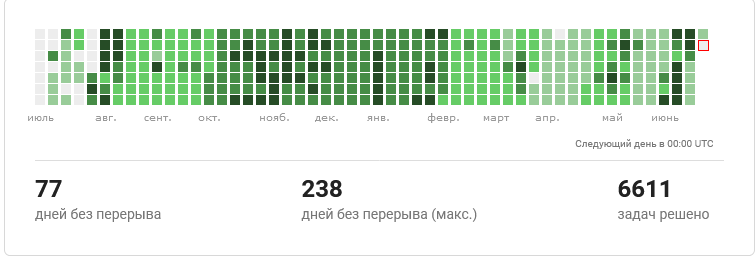 июль авг. сент. окт. нояб. дек. янв. февр. март апр. май июнь
Следующий день в 00:00 UTC
77 238 6611
дней без перерыва дней без перерыва (макс.) задач решено